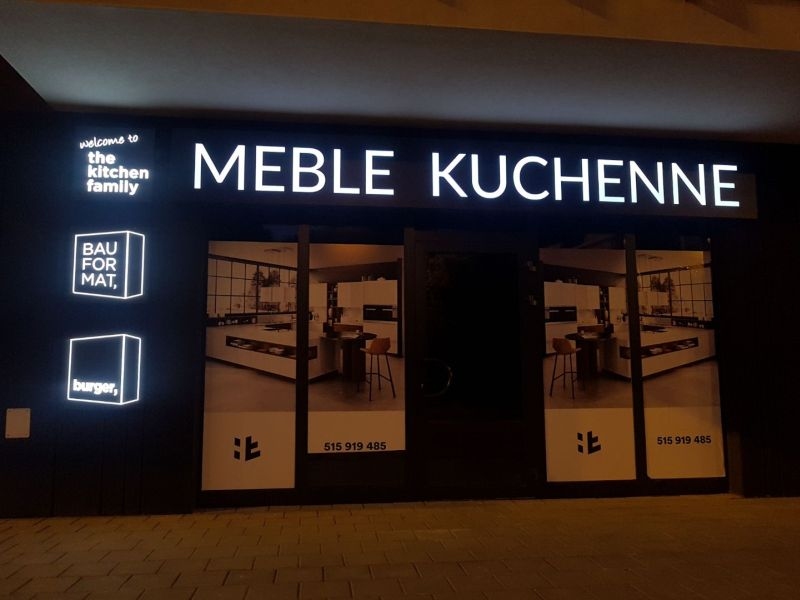 welcome to
the
kitchen
family
MEBLE KUCHENNE
BAU
FOR
MAT,
burger,
515 919 485
515 919 485